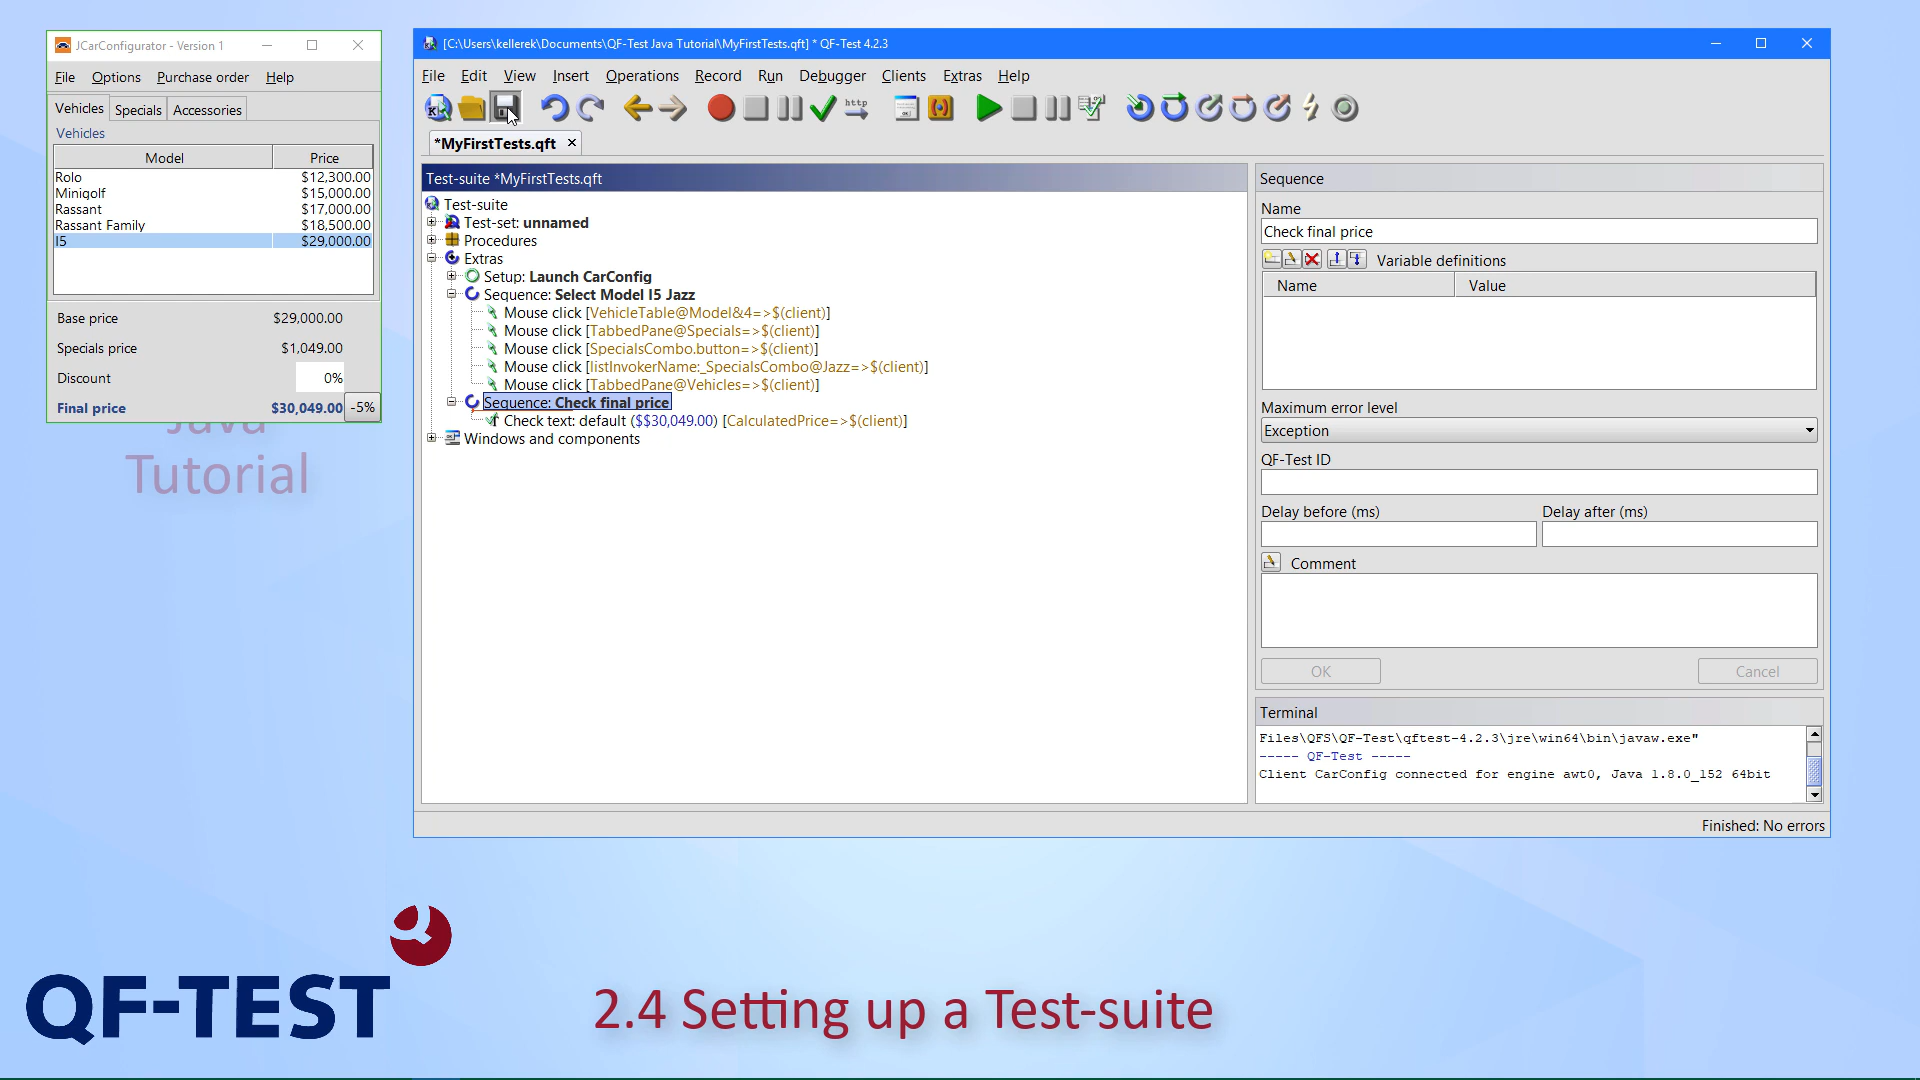 JCarConfigurator - Version 1
File Options Purchase order Help
Vehicles Specials Accessories
Vehicles
Model Price
Rolo $12,300.00
Minigolf $15,000.00
Rassant $17,000.00
Rassant Family $18,500.00
I5 $29,000.00
Base price $29,000.00
Specials price $1,049.00
Discount 0%
Final price $30,049.00 -5%
Java
Tutorial
[C:\Users\kellerek\Documents\QF-Test Java Tutorial\MyFirstTests.qft] * QF-Test 4.2.3
File Edit View Insert Operations Record Run Debugger Clients Extras Help
http
*MyFirstTests.qft
Test-suite *MyFirstTests.qft
Test-suite
Test-set: unnamed
Procedures
Extras
Setup: Launch CarConfig
Sequence: Select Model I5 Jazz
Mouse click [VehicleTable@Model&4=>$(client)]
Mouse click [TabbedPane@Specials=>$(client)]
Mouse click [SpecialsCombo.button=>$(client)]
Mouse click [listInvokerName:_SpecialsCombo@Jazz=>$(client)]
Mouse click [TabbedPane@Vehicles=>$(client)]
Sequence: Check final price
Check text: default ($$30,049.00) [CalculatedPrice=>$(client)]
Windows and components
Sequence
Name
Check final price
Variable definitions
Name Value
Maximum error level
Exception
QF-Test ID
Delay before (ms) Delay after (ms)
Comment
OK Cancel
Terminal
Files\QFS\QF-Test\qftest-4.2.3\jre\win64\bin\javaw.exe"
----- QF-Test -----
Client CarConfig connected for engine awt0, Java 1.8.0_152 64bit
Finished: No errors
QF-TEST
2.4 Setting up a Test-suite